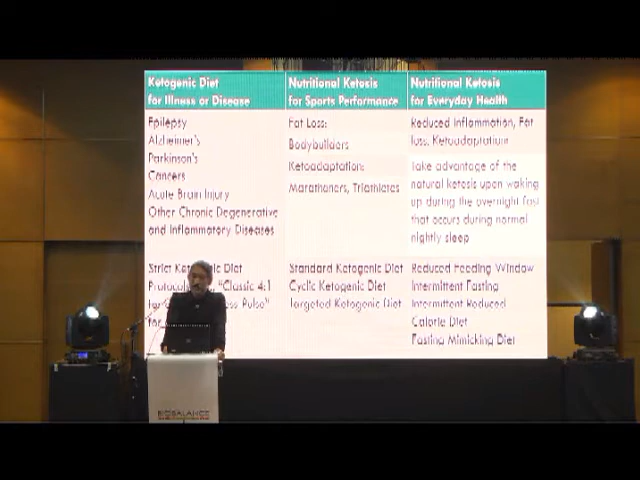 Ketogenic Diet
for Illness or Disease
Epilepsy
Alzheimer's
Parkinson's
Cancers
Acute Brain Injury
Other Chronic Degenerative
and Inflammatory Diseases
Strict Ketogenic Diet
"Classic 4:1
Pulse"
Nutritional Ketosis
for Sports Performance
Fat Loss:
Bodybuilders
Ketoadaptation:
Marathoners, Triathletes
Standard Ketogenic Diet
Cyclic Ketogenic Diet
Targeted Ketogenic Diet
Nutritional Ketosis
for Everyday Health
Reduced Inflammation, Fat
loss, Ketoadaptation
Take advantage of the
natural ketosis upon waking
up during the overnight fast
that occurs during normal
nightly sleep
Reduced Feeding Window
Intermittent Fasting
Intermittent Reduced
Calorie Diet
Fasting Mimicking Diet
BIOBALANCE